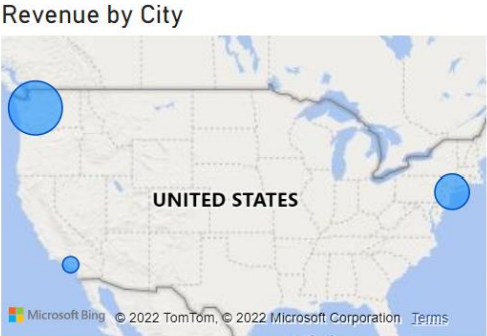 Revenue by City
UNITED STATES
Microsoft Bing © 2022 TomTom, © 2022 Microsoft Corporation Terms